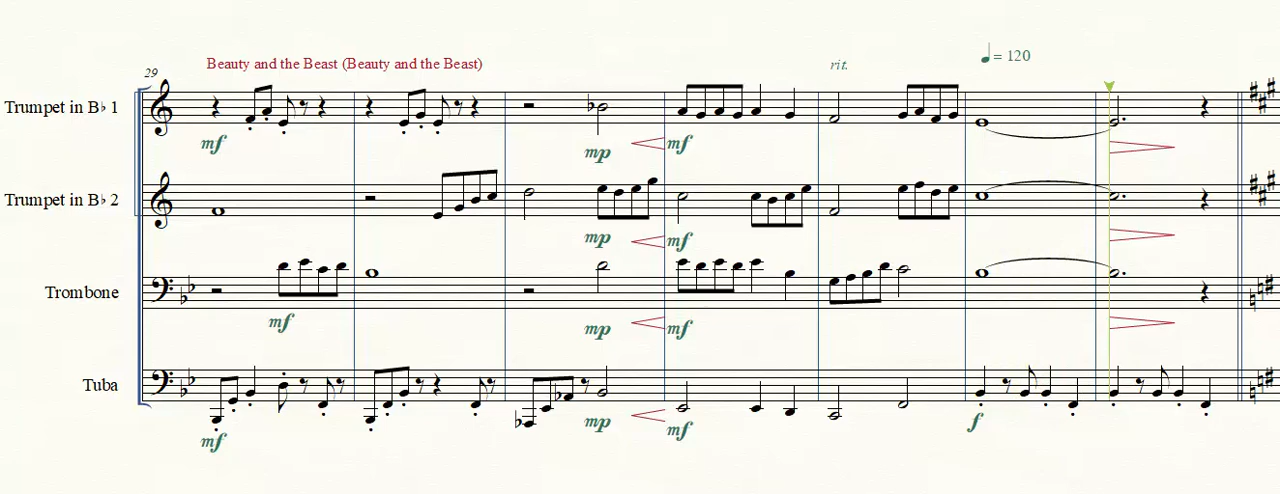 ♩ = 120
Beauty and the Beast (Beauty and the Beast)
rit.
29
Trumpet in B♭ 1
mf
mp
mf
Trumpet in B♭ 2
mp
mf
Trombone
mf
mp
mf
Tuba
mf
mp
mf
f